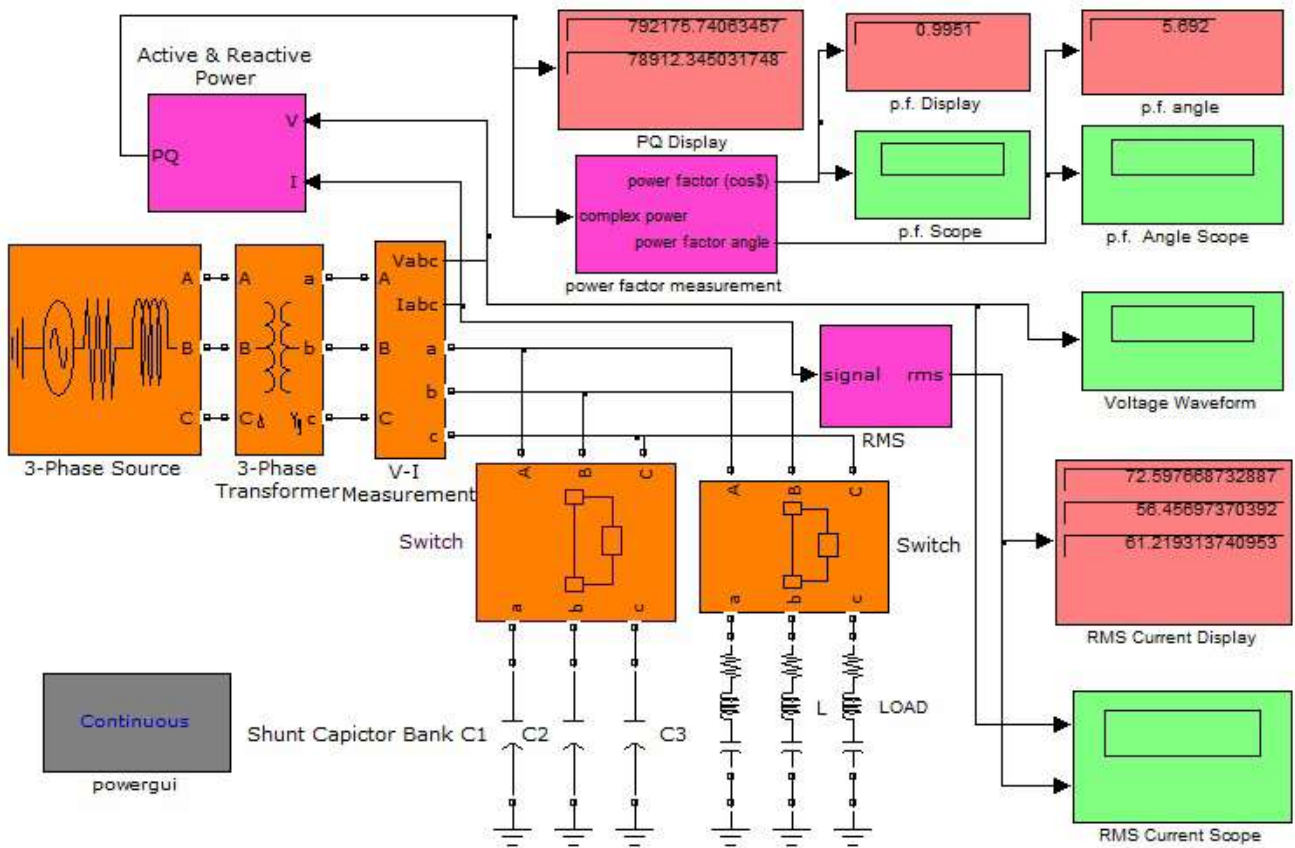 792175.74063457
78912.345031748
PQ Display
0.9951
p.f. Display
5.692
p.f. angle
Active & Reactive
Power
V
PQ
I
power factor (cos$)
complex power
power factor angle
power factor measurement
p.f. Scope
p.f. Angle Scope
A
B
C
3-Phase Source
A
B
C
a
b
c
Δ
Yg
3-Phase
Transformer
A
B
C
Vabc
Iabc
a
b
c
V-I
Measurement
signal
rms
RMS
Voltage Waveform
A
B
C
Switch
a
b
c
A
B
C
Switch
a
b
c
72.597668732887
56.45697370392
61.219313740953
RMS Current Display
Continuous
powergui
Shunt Capictor Bank C1
C2
C3
L
LOAD
RMS Current Scope